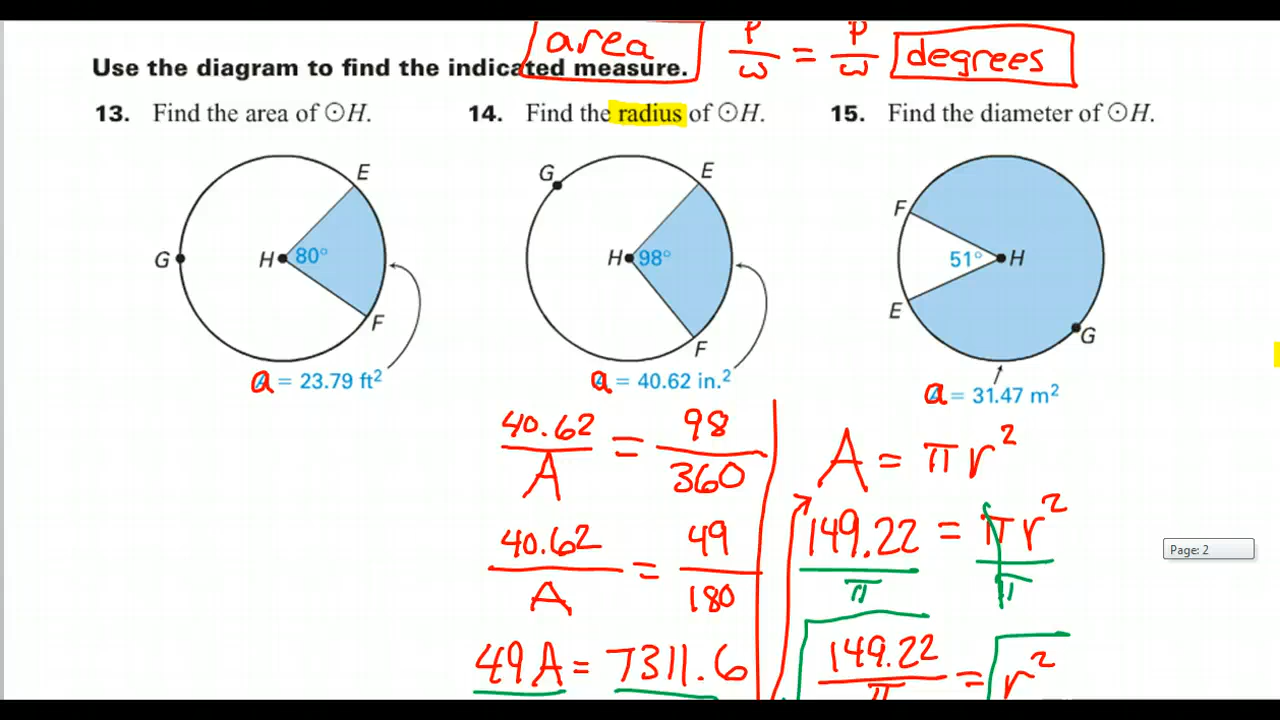 area
P/ω = P/ω degrees
Use the diagram to find the indicated measure.
13. Find the area of ⊙H.
14. Find the radius of ⊙H.
15. Find the diameter of ⊙H.
G
H
80°
E
F
a = 23.79 ft²
G
H
98°
E
F
a = 40.62 in.²
F
51°
H
E
G
a = 31.47 m²
40.62/A = 98/360
40.62/A = 49/180
49A = 7311.6
A = πr²
149.22/π = πr²/π
149.22/π = r²
Page: 2